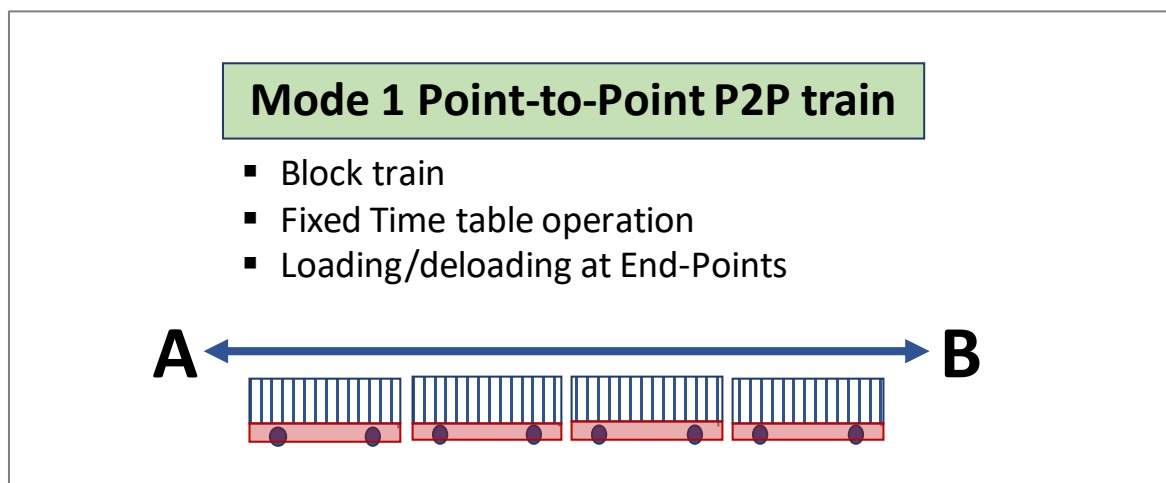 Mode 1 Point-to-Point P2P train
▪ Block train
▪ Fixed Time table operation
▪ Loading/deloading at End-Points
A B